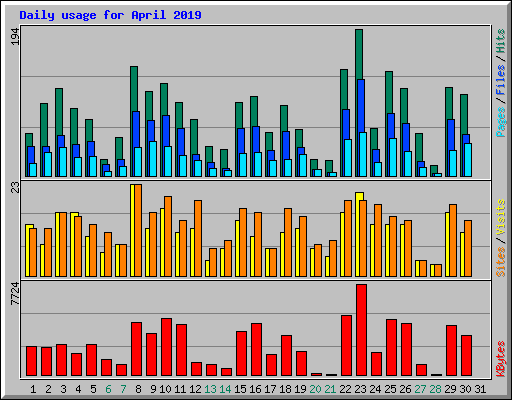 Daily usage for April 2019
194
Pages / Files / Hits
23
Sites / Visits
7724
KBytes
1 2 3 4 5 6 7 8 9 10 11 12 13 14 15 16 17 18 19 20 21 22 23 24 25 26 27 28 29 30 31